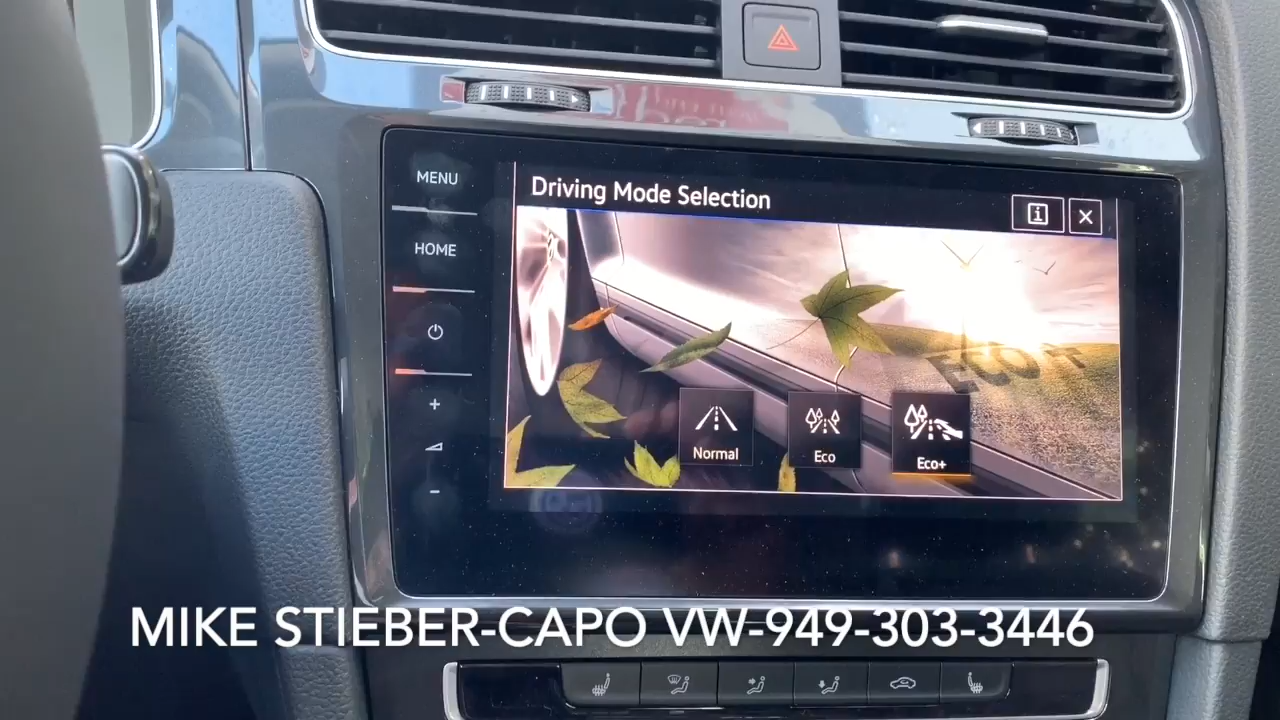 MENU
HOME
Driving Mode Selection
Normal
Eco
Eco+
MIKE STIEBER-CAPO VW-949-303-3446